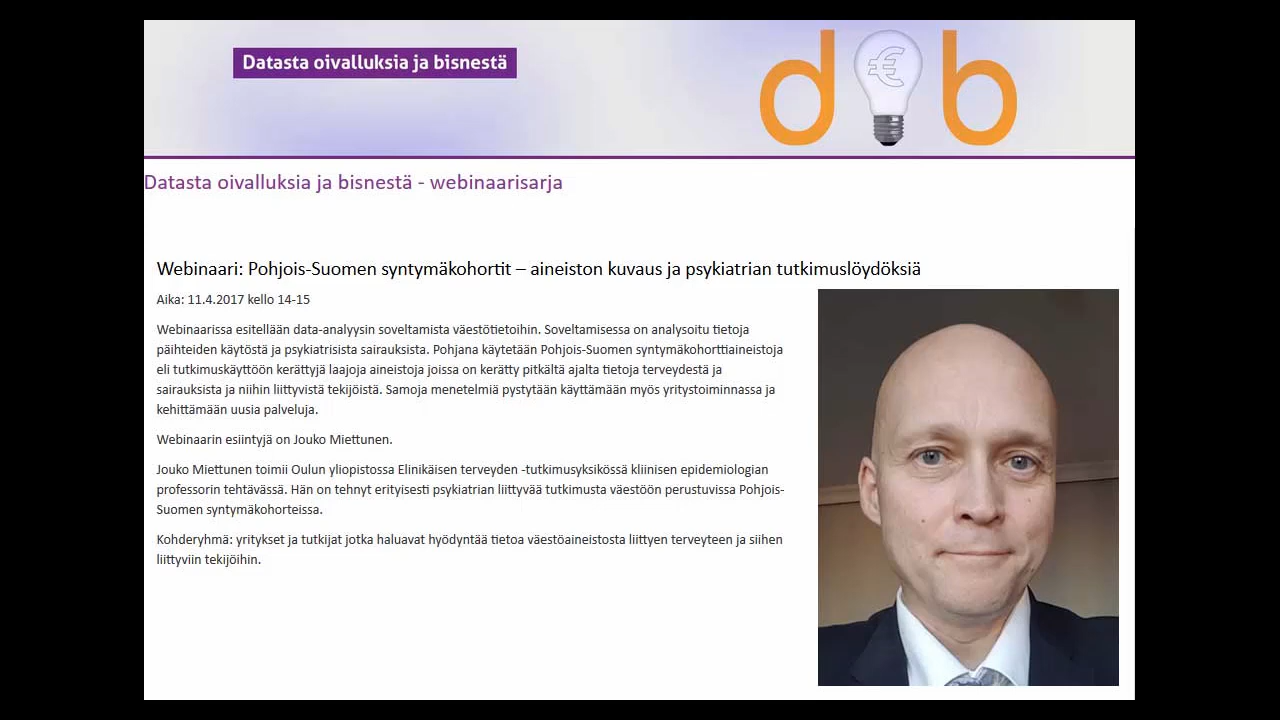 Datasta oivalluksia ja bisnestä
d € b
Datasta oivalluksia ja bisnestä - webinaarisarja
Webinaari: Pohjois-Suomen syntymäkohortit – aineiston kuvaus ja psykiatrian tutkimuslöydöksiä
Aika: 11.4.2017 kello 14-15
Webinaarissa esitellään data-analyysin soveltamista väestötietoihin. Soveltamisessa on analysoitu tietoja
päihteiden käytöstä ja psykiatrisista sairauksista. Pohjana käytetään Pohjois-Suomen syntymäkohorttiaineistoja
eli tutkimuskäyttöön kerättyjä laajoja aineistoja joissa on kerätty pitkältä ajalta tietoja terveydestä ja
sairauksista ja niihin liittyvistä tekijöistä. Samoja menetelmiä pystytään käyttämään myös yritystoiminnassa ja
kehittämään uusia palveluja.
Webinaarin esiintyjä on Jouko Miettunen.
Jouko Miettunen toimii Oulun yliopistossa Elinikäisen terveyden -tutkimusyksikössä kliinisen epidemiologian
professorin tehtävässä. Hän on tehnyt erityisesti psykiatrian liittyvää tutkimusta väestöön perustuvissa Pohjois-
Suomen syntymäkohorteissa.
Kohderyhmä: yritykset ja tutkijat jotka haluavat hyödyntää tietoa väestöaineistosta liittyen terveyteen ja siihen
liittyviin tekijöihin.